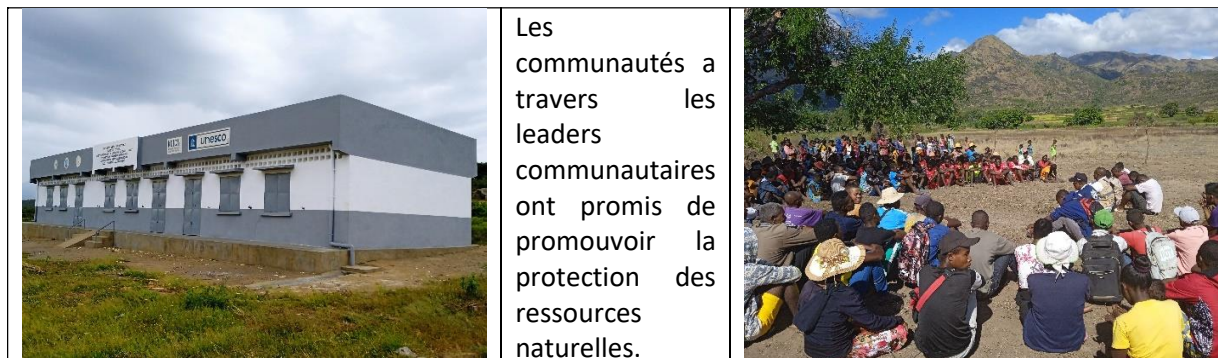 unesco
Les
communautés a
travers les
leaders
communautaires
ont promis de
promouvoir la
protection des
ressources
naturelles.